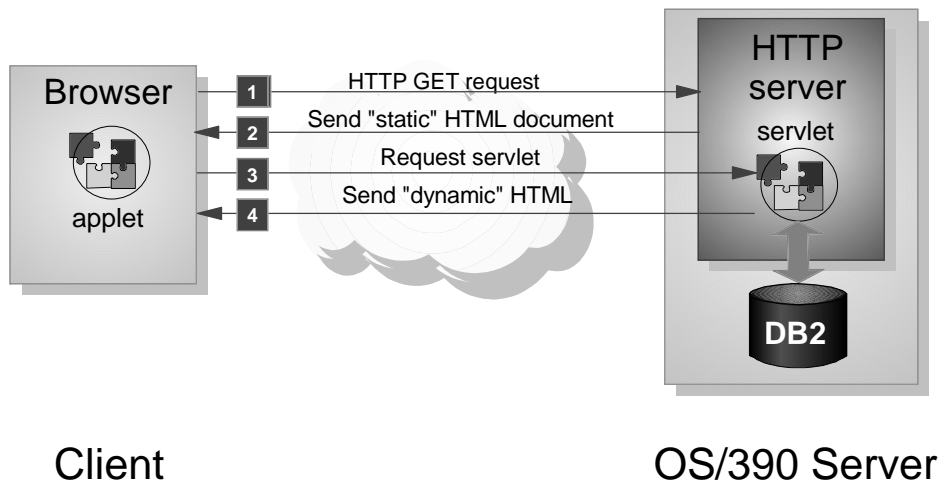 HTTP
server
Browser
1
HTTP GET request
2
Send "static" HTML document
servlet
3
Request servlet
applet
4
Send "dynamic" HTML
DB2
Client
OS/390 Server